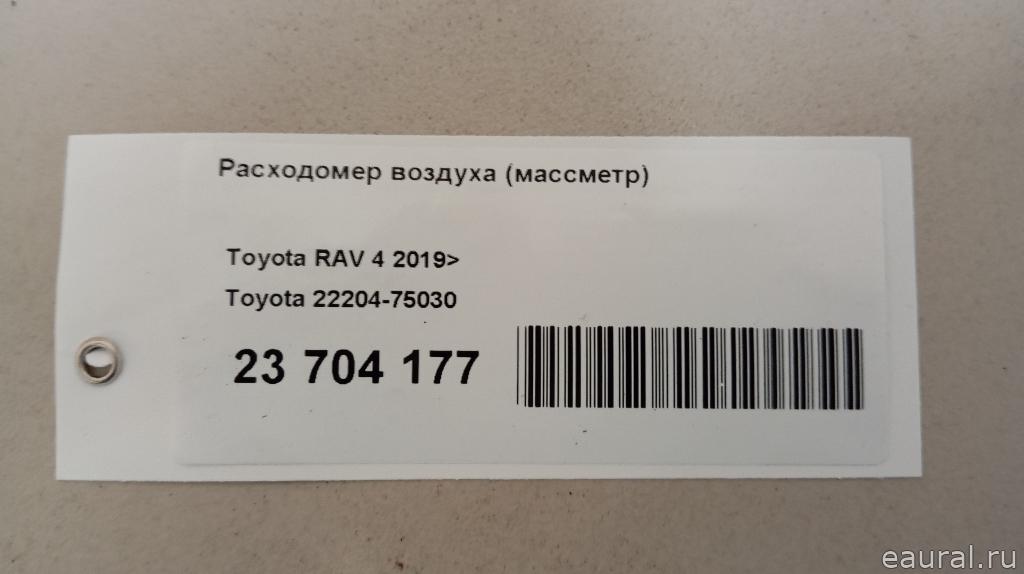 Расходомер воздуха (массметр)
Toyota RAV 4 2019>
Toyota 22204-75030
23 704 177
eaural.ru